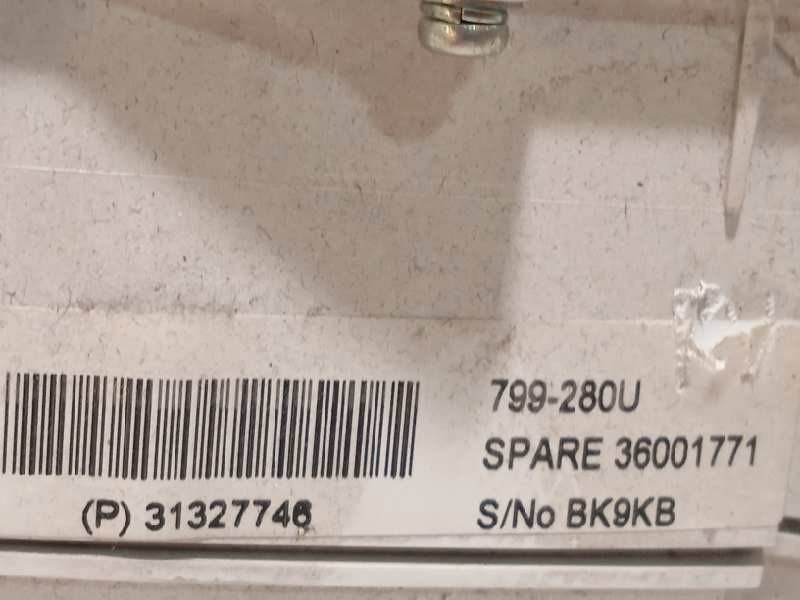 799-280U
SPARE 36001771
(P) 31327746
S/No BK9KB